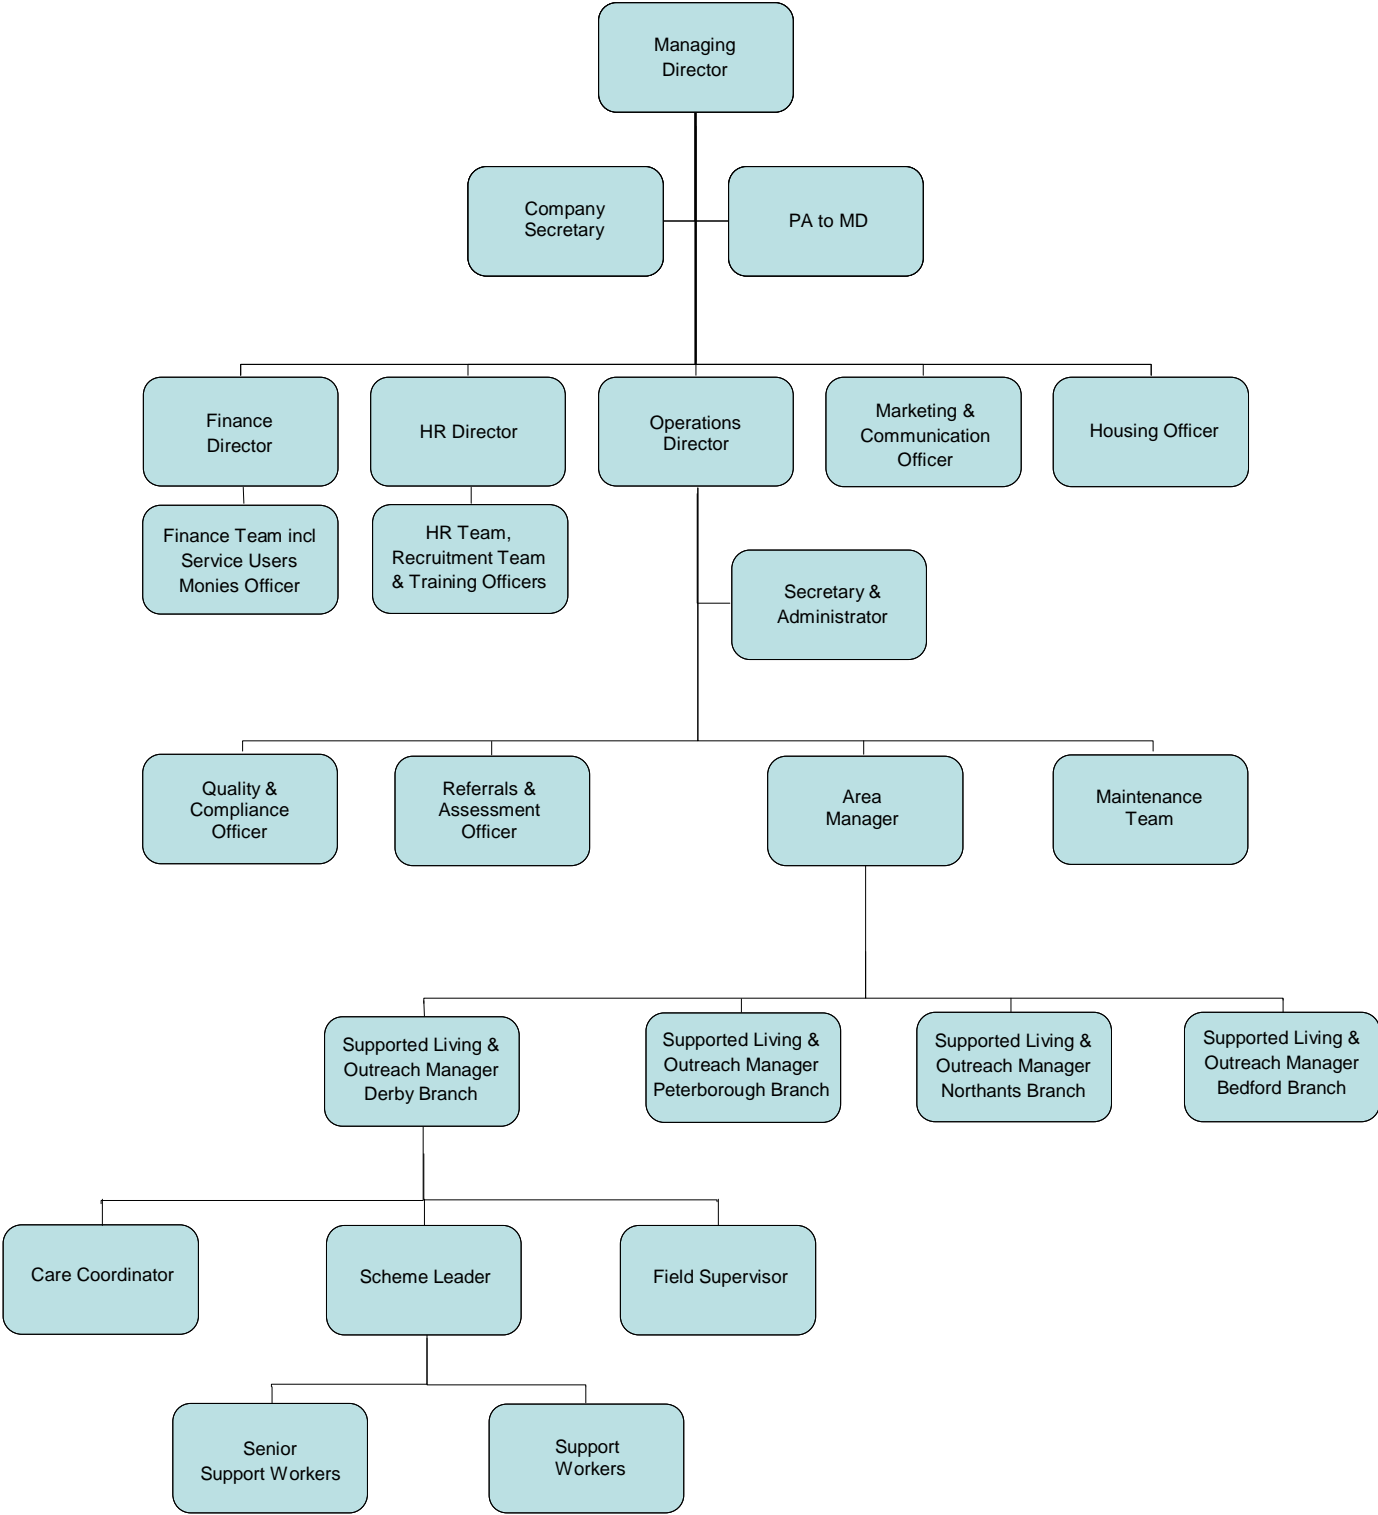 Managing
Director
Company
Secretary
PA to MD
Finance
Director
HR Director
Operations
Director
Marketing &
Communication
Officer
Housing Officer
Finance Team incl
Service Users
Monies Officer
HR Team,
Recruitment Team
& Training Officers
Secretary &
Administrator
Quality &
Compliance
Officer
Referrals &
Assessment
Officer
Area
Manager
Maintenance
Team
Supported Living &
Outreach Manager
Derby Branch
Supported Living &
Outreach Manager
Peterborough Branch
Supported Living &
Outreach Manager
Northants Branch
Supported Living &
Outreach Manager
Bedford Branch
Care Coordinator
Scheme Leader
Field Supervisor
Senior
Support Workers
Support
Workers